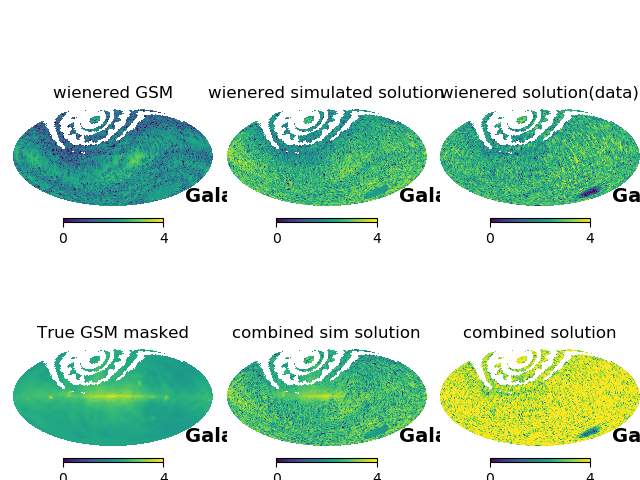 wienered GSM
wienered simulated solution
wienered solution(data)
Gala
Gala
Ga
0 4
0 4
0 4
True GSM masked
combined sim solution
combined solution
Gala
Gala
Ga
0 4
0 4
0 4